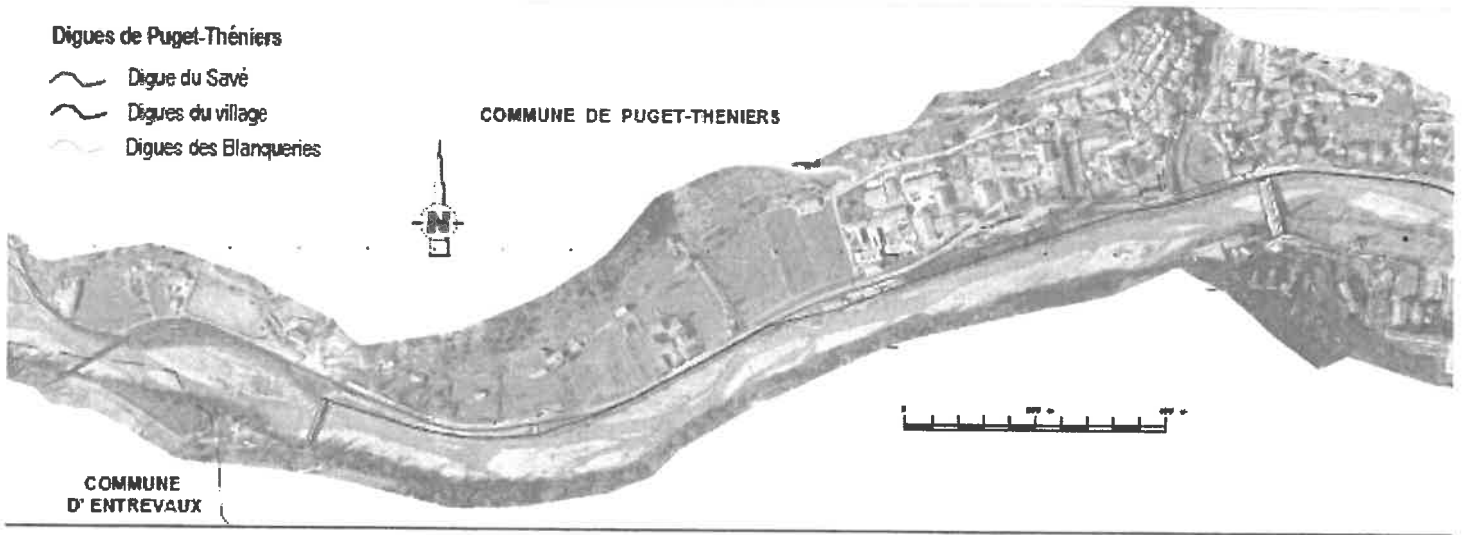 Digues de Puget-Théniers
Digue du Savé
Digues du village
Digues des Blanqueries
COMMUNE DE PUGET-THENIERS
N
COMMUNE
D'ENTREVAUX